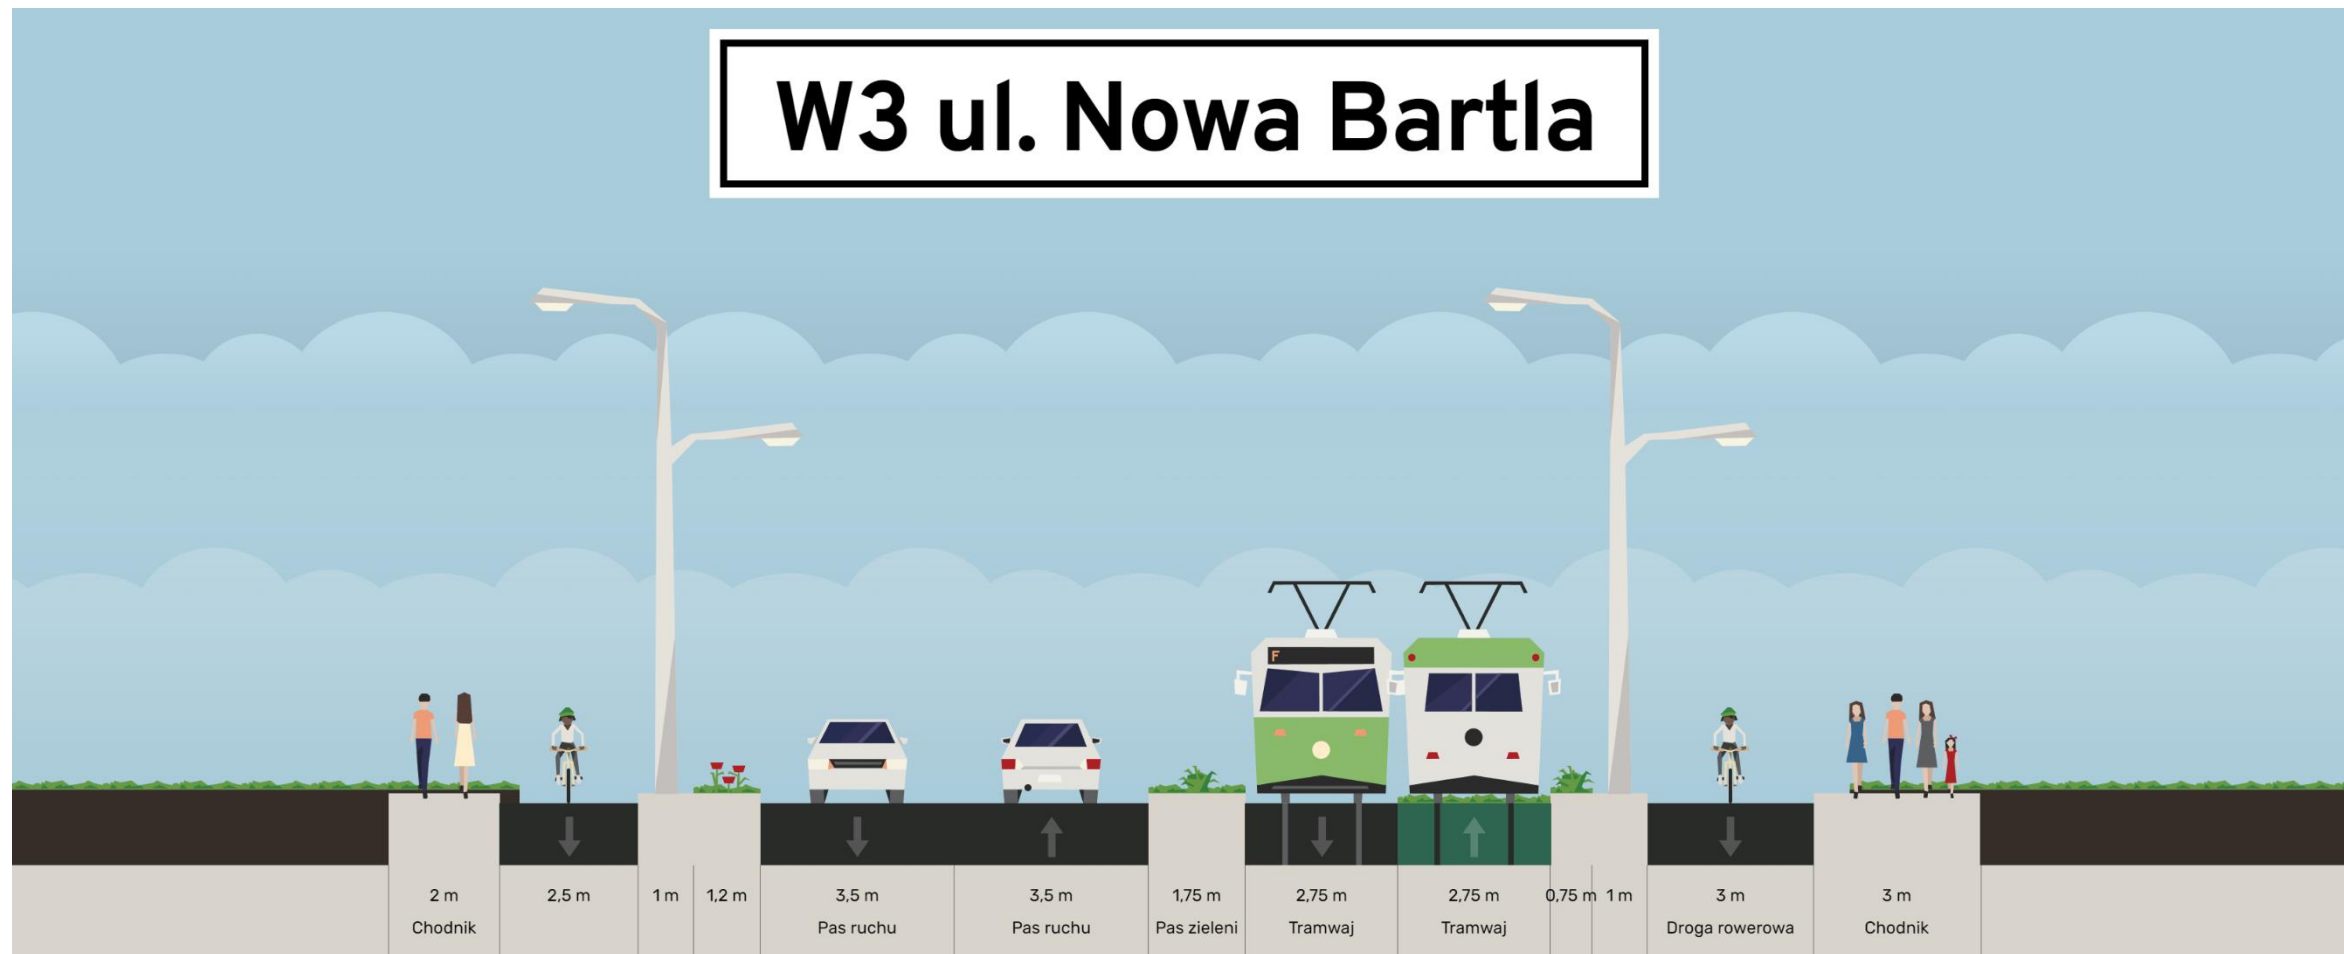 W3 ul. Nowa Bartla
F
2 m 2,5 m 1 m 1,2 m 3,5 m 3,5 m 1,75 m 2,75 m 2,75 m 0,75 m 1 m 3 m 3 m
Chodnik Pas ruchu Pas ruchu Pas zieleni Tramwaj Tramwaj Droga rowerowa Chodnik